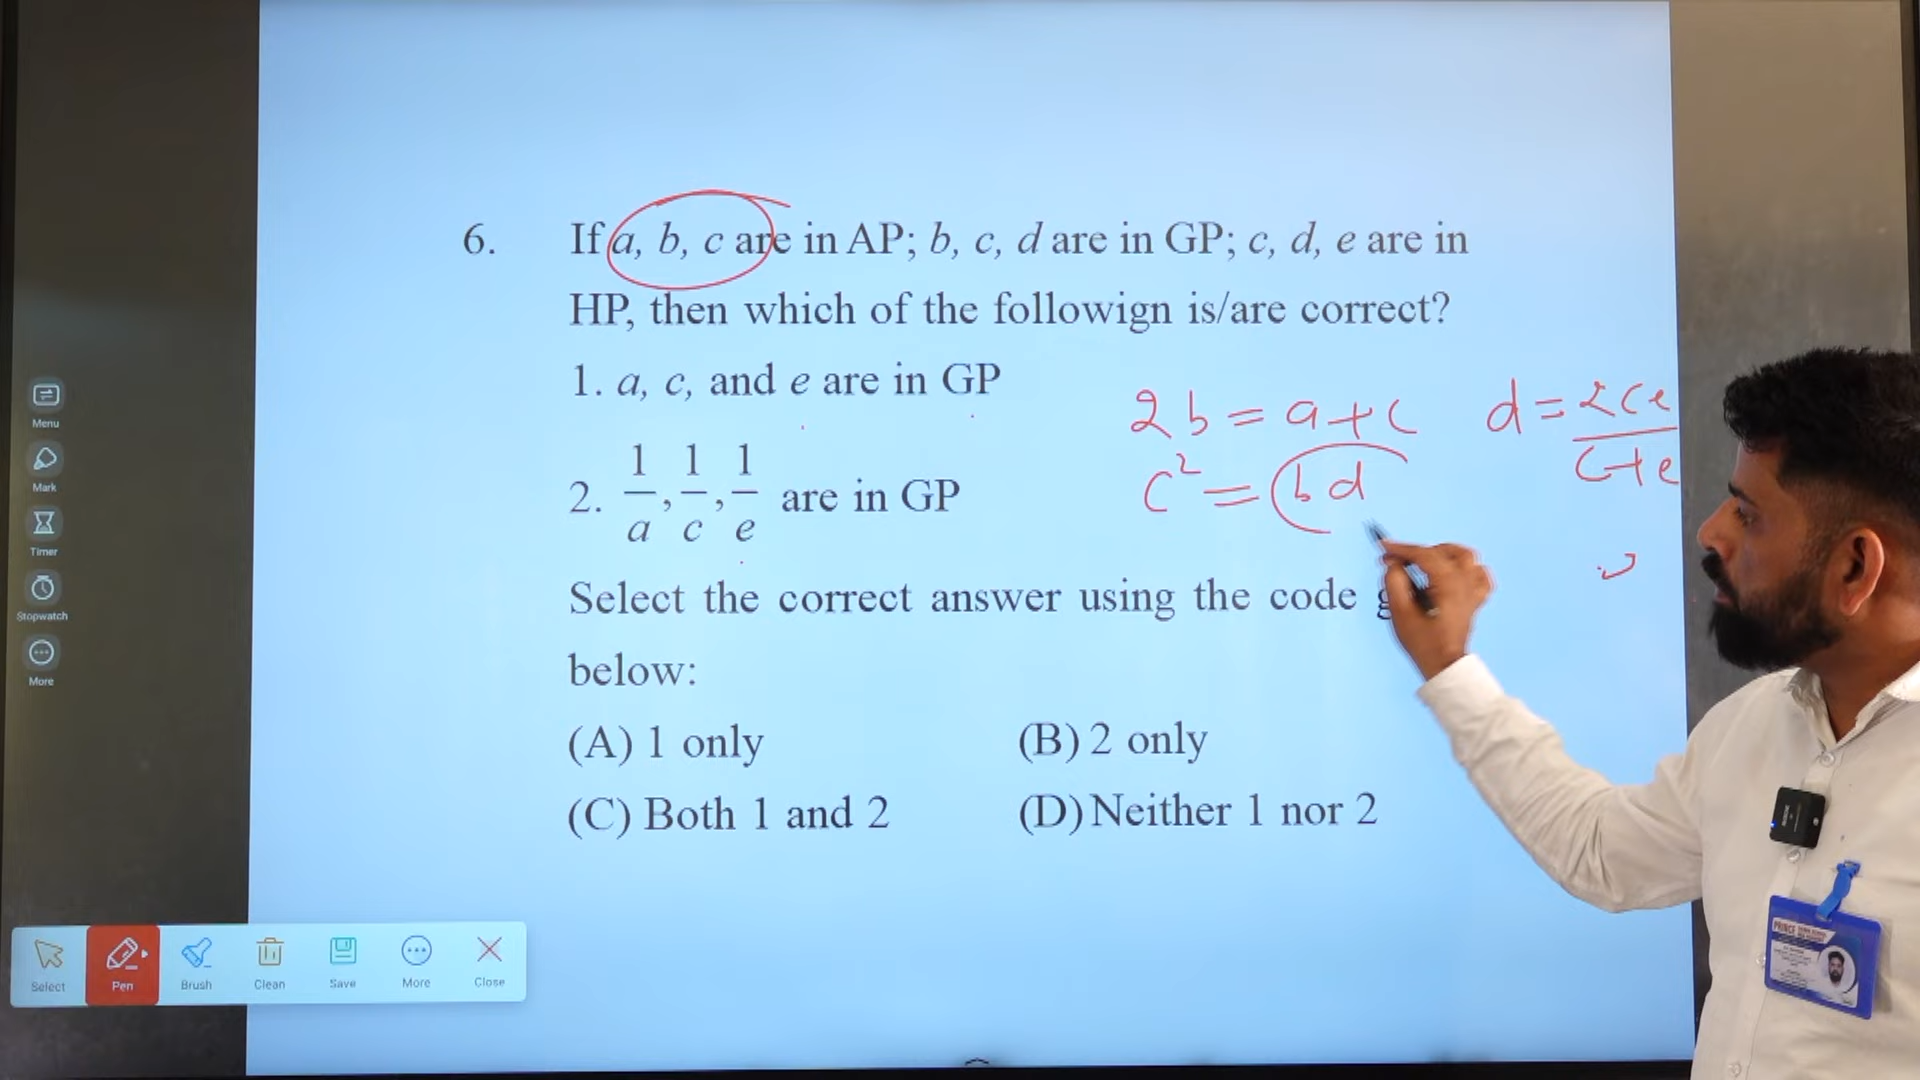 6. If a, b, c are in AP; b, c, d are in GP; c, d, e are in
HP, then which of the followign is/are correct?
1. a, c, and e are in GP
2. 1/a, 1/c, 1/e are in GP
Select the correct answer using the code g
below:
(A) 1 only
(B) 2 only
(C) Both 1 and 2
(D) Neither 1 nor 2
2b = a+c
c² = bd
d = 2ce/c+e
Menu
Mark
Timer
Stopwatch
More
Select
Pen
Brush
Clean
Save
More
Close
PRINCE